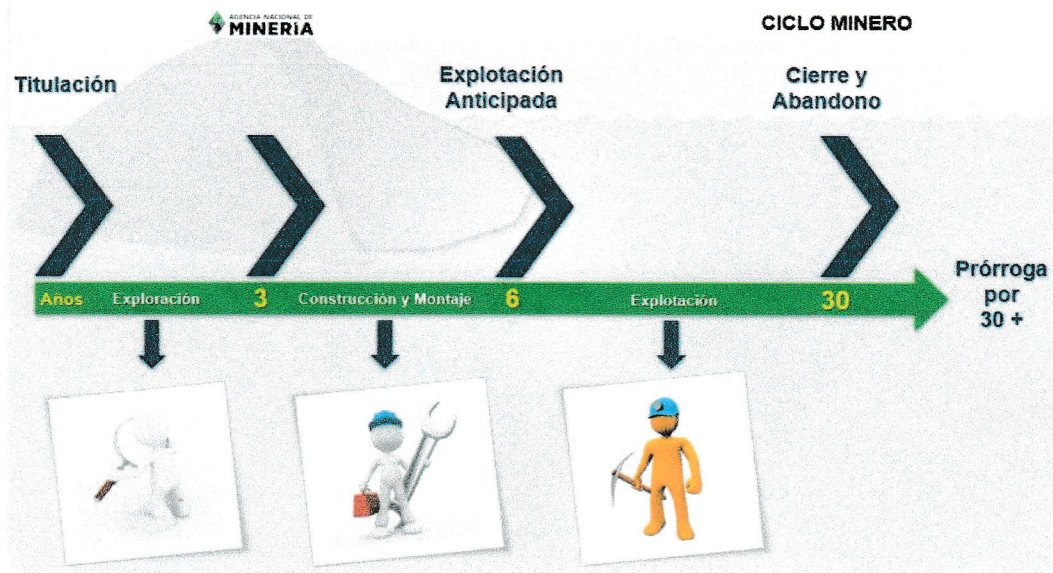 AGENCIA NACIONAL DE
MINERÍA
CICLO MINERO
Titulación
Explotación
Anticipada
Cierre y
Abandono
Años Exploración 3 Construcción y Montaje 6 Explotación 30
Prórroga
por
30 +